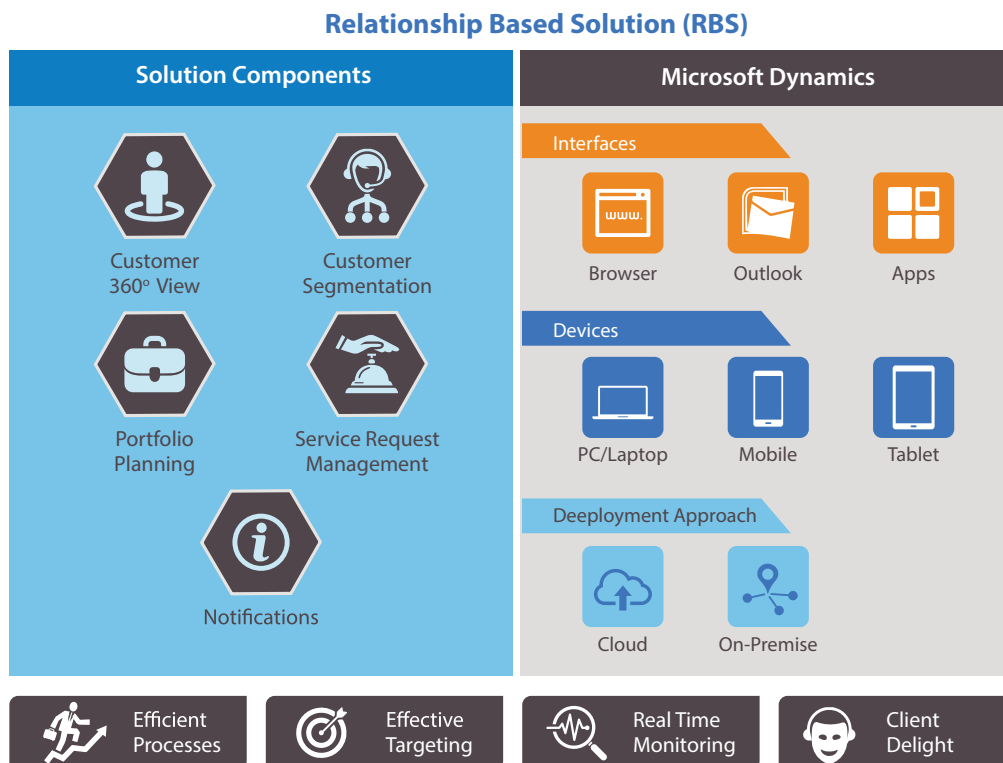 Relationship Based Solution (RBS)
Solution Components
Customer
360º View
Customer
Segmentation
Portfolio
Planning
Service Request
Management
Notifications
Microsoft Dynamics
Interfaces
www.
Browser
Outlook
Apps
Devices
PC/Laptop
Mobile
Tablet
Deeployment Approach
Cloud
On-Premise
Efficient
Processes
Effective
Targeting
Real Time
Monitoring
Client
Delight